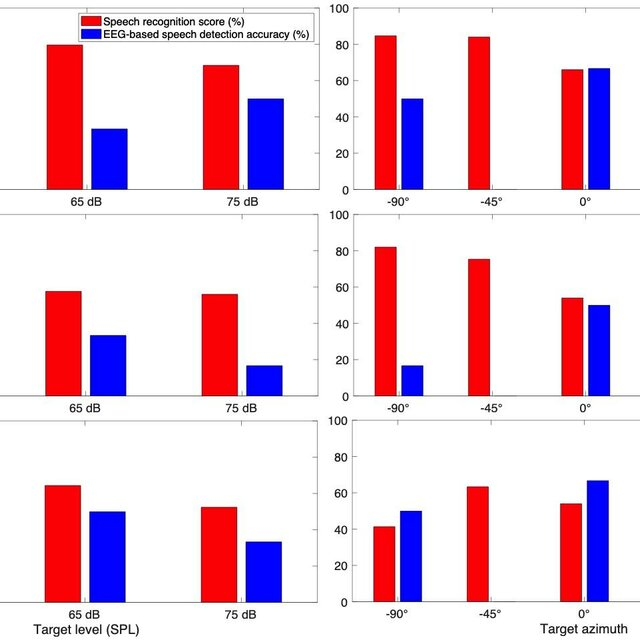 Speech recognition score (%)
EEG-based speech detection accuracy (%)
65 dB 75 dB
100
80
60
40
20
0
-90° -45° 0°
65 dB 75 dB
100
80
60
40
20
0
-90° -45° 0°
65 dB 75 dB
Target level (SPL)
100
80
60
40
20
0
-90° -45° 0°
Target azimuth